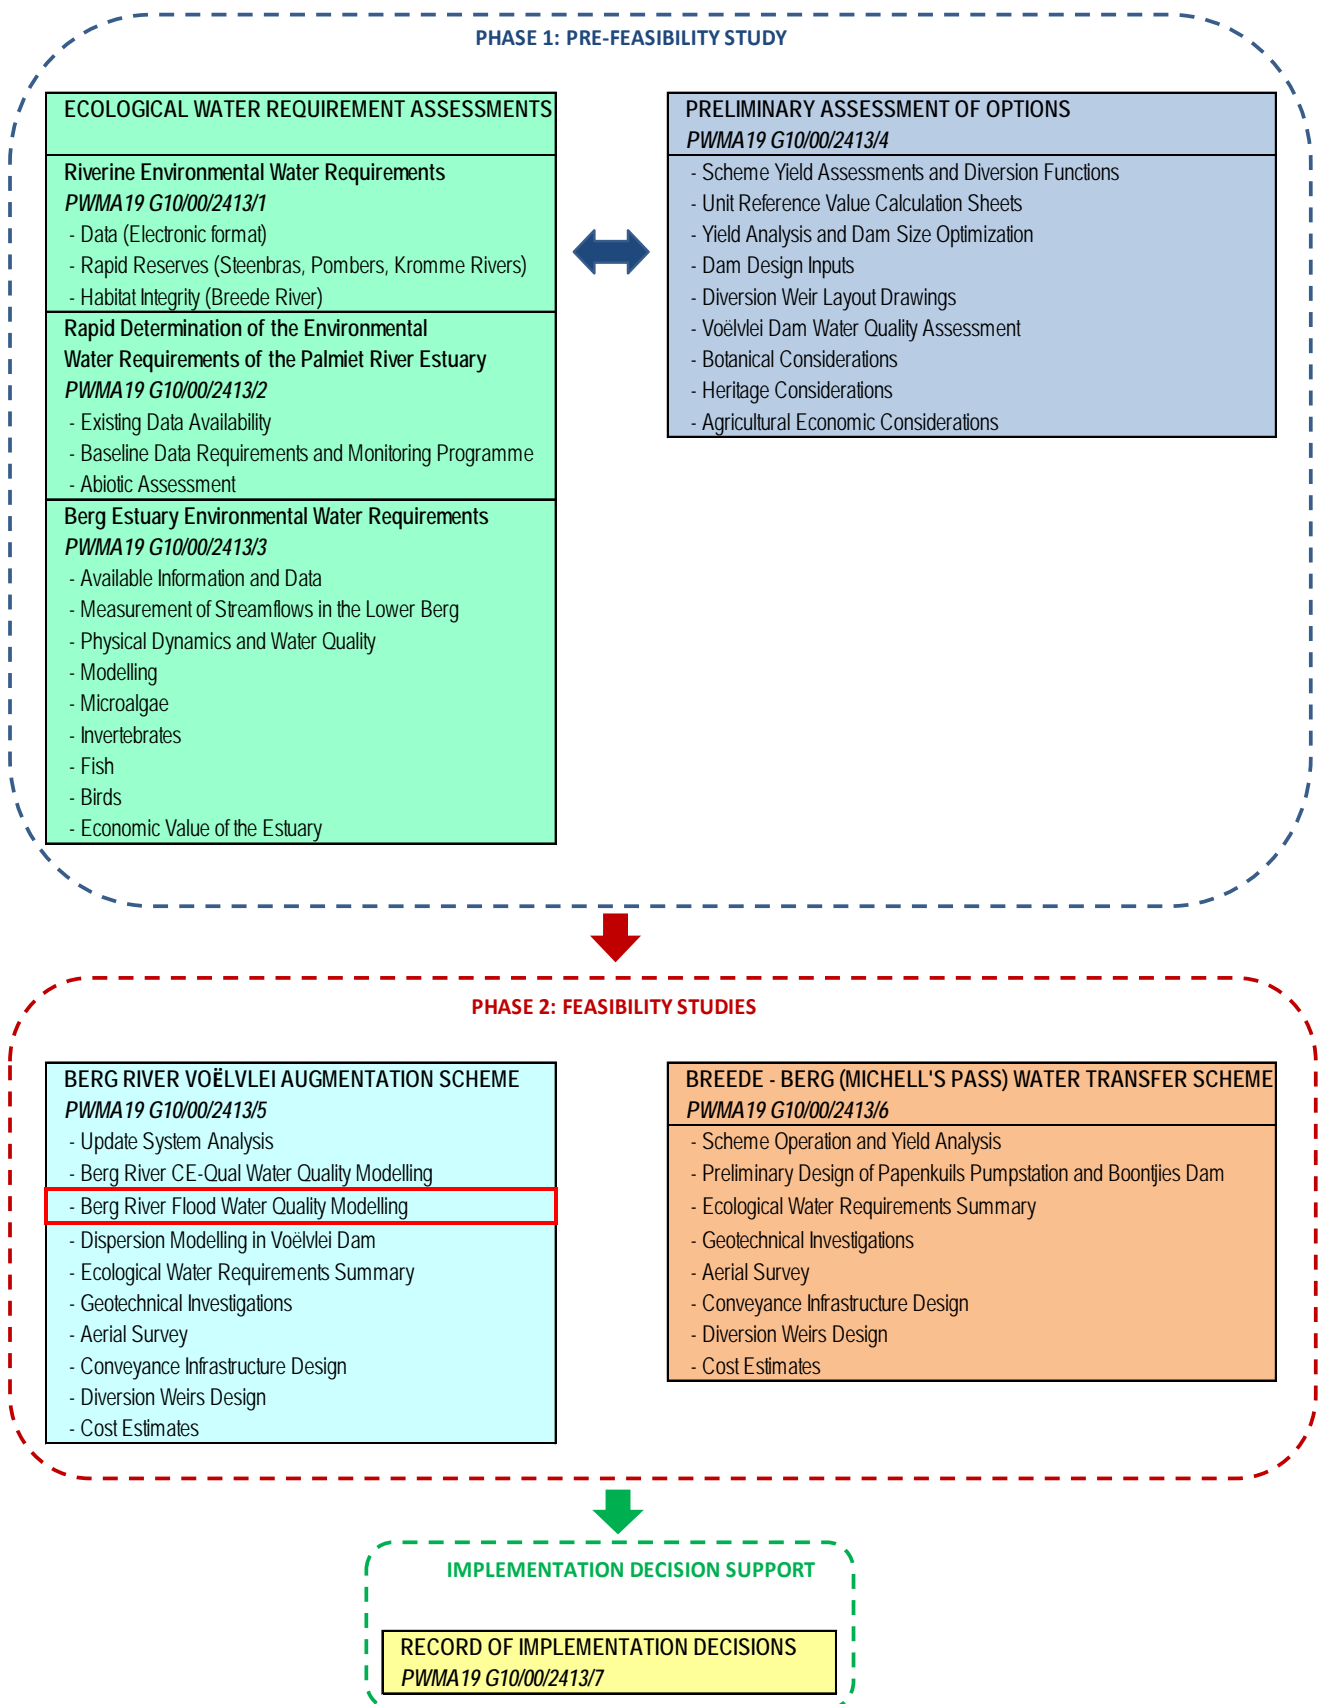 PHASE 1: PRE-FEASIBILITY STUDY
ECOLOGICAL WATER REQUIREMENT ASSESSMENTS
Riverine Environmental Water Requirements
PWMA19 G10/00/2413/1
- Data (Electronic format)
- Rapid Reserves (Steenbras, Pombers, Kromme Rivers)
- Habitat Integrity (Breede River)
Rapid Determination of the Environmental
Water Requirements of the Palmiet River Estuary
PWMA19 G10/00/2413/2
- Existing Data Availability
- Baseline Data Requirements and Monitoring Programme
- Abiotic Assessment
Berg Estuary Environmental Water Requirements
PWMA19 G10/00/2413/3
- Available Information and Data
- Measurement of Streamflows in the Lower Berg
- Physical Dynamics and Water Quality
- Modelling
- Microalgae
- Invertebrates
- Fish
- Birds
- Economic Value of the Estuary
PRELIMINARY ASSESSMENT OF OPTIONS
PWMA19 G10/00/2413/4
- Scheme Yield Assessments and Diversion Functions
- Unit Reference Value Calculation Sheets
- Yield Analysis and Dam Size Optimization
- Dam Design Inputs
- Diversion Weir Layout Drawings
- Voëlvlei Dam Water Quality Assessment
- Botanical Considerations
- Heritage Considerations
- Agricultural Economic Considerations
PHASE 2: FEASIBILITY STUDIES
BERG RIVER VOËLVLEI AUGMENTATION SCHEME
PWMA19 G10/00/2413/5
- Update System Analysis
- Berg River CE-Qual Water Quality Modelling
- Berg River Flood Water Quality Modelling
- Dispersion Modelling in Voëlvlei Dam
- Ecological Water Requirements Summary
- Geotechnical Investigations
- Aerial Survey
- Conveyance Infrastructure Design
- Diversion Weirs Design
- Cost Estimates
BREEDE - BERG (MICHELL'S PASS) WATER TRANSFER SCHEME
PWMA19 G10/00/2413/6
- Scheme Operation and Yield Analysis
- Preliminary Design of Papenkuils Pumpstation and Boontjies Dam
- Ecological Water Requirements Summary
- Geotechnical Investigations
- Aerial Survey
- Conveyance Infrastructure Design
- Diversion Weirs Design
- Cost Estimates
IMPLEMENTATION DECISION SUPPORT
RECORD OF IMPLEMENTATION DECISIONS
PWMA19 G10/00/2413/7